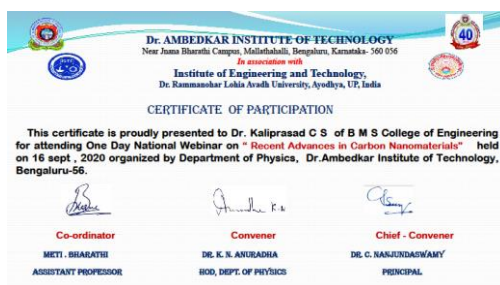 Dr. AMBEDKAR INSTITUTE OF TECHNOLOGY
Near Jnana Bharathi Campus, Mallathahalli, Bengaluru, Karnataka- 560 056
In association with
Institute of Engineering and Technology,
Dr. Rammanohar Lohia Avadh University, Ayodhya, UP, India
40
CERTIFICATE OF PARTICIPATION
This certificate is proudly presented to Dr. Kaliprasad C S of B M S College of Engineering
for attending One Day National Webinar on “ Recent Advances in Carbon Nanomaterials” held
on 16 sept , 2020 organized by Department of Physics, Dr.Ambedkar Institute of Technology,
Bengaluru-56.
Co-ordinator Convener Chief - Convener
METI . BHARATHI DR. K. N. ANURADHA DR. C. NANJUNDASWAMY
ASSISTANT PROFESSOR HOD, DEPT. OF PHYSICS PRINCIPAL